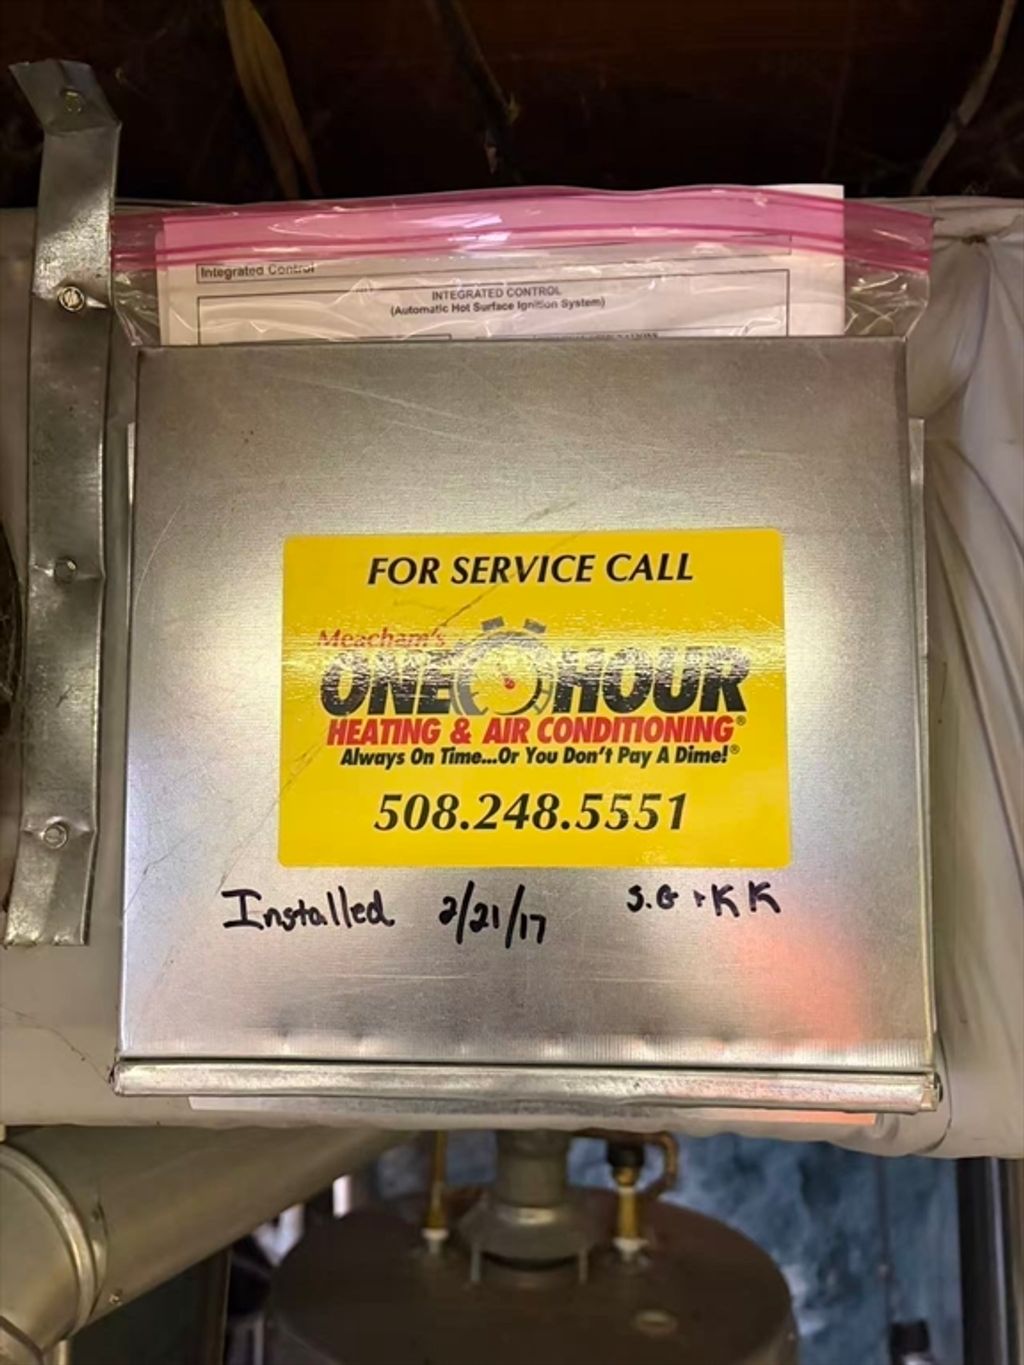 Integrated Control
INTEGRATED CONTROL
(Automatic Hot Surface Ignition System)
FOR SERVICE CALL
Meacham's
ONE HOUR
HEATING & AIR CONDITIONING®
Always On Time...Or You Don't Pay A Dime!®
508.248.5551
Installed 2/21/17 S.G + K K